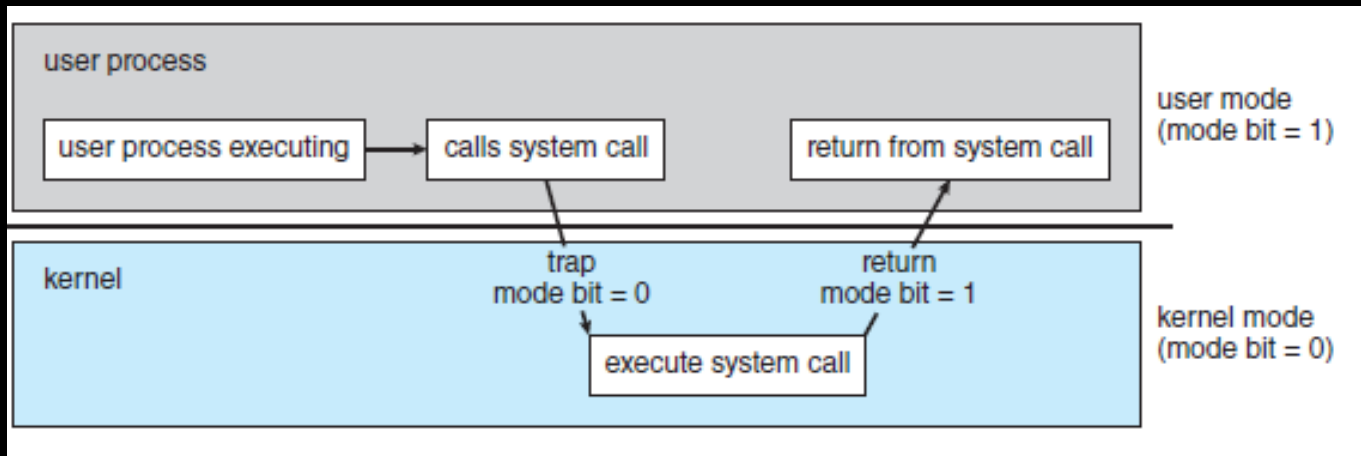 user process
user process executing
calls system call
return from system call
user mode
(mode bit = 1)
kernel
trap
mode bit = 0
return
mode bit = 1
execute system call
kernel mode
(mode bit = 0)